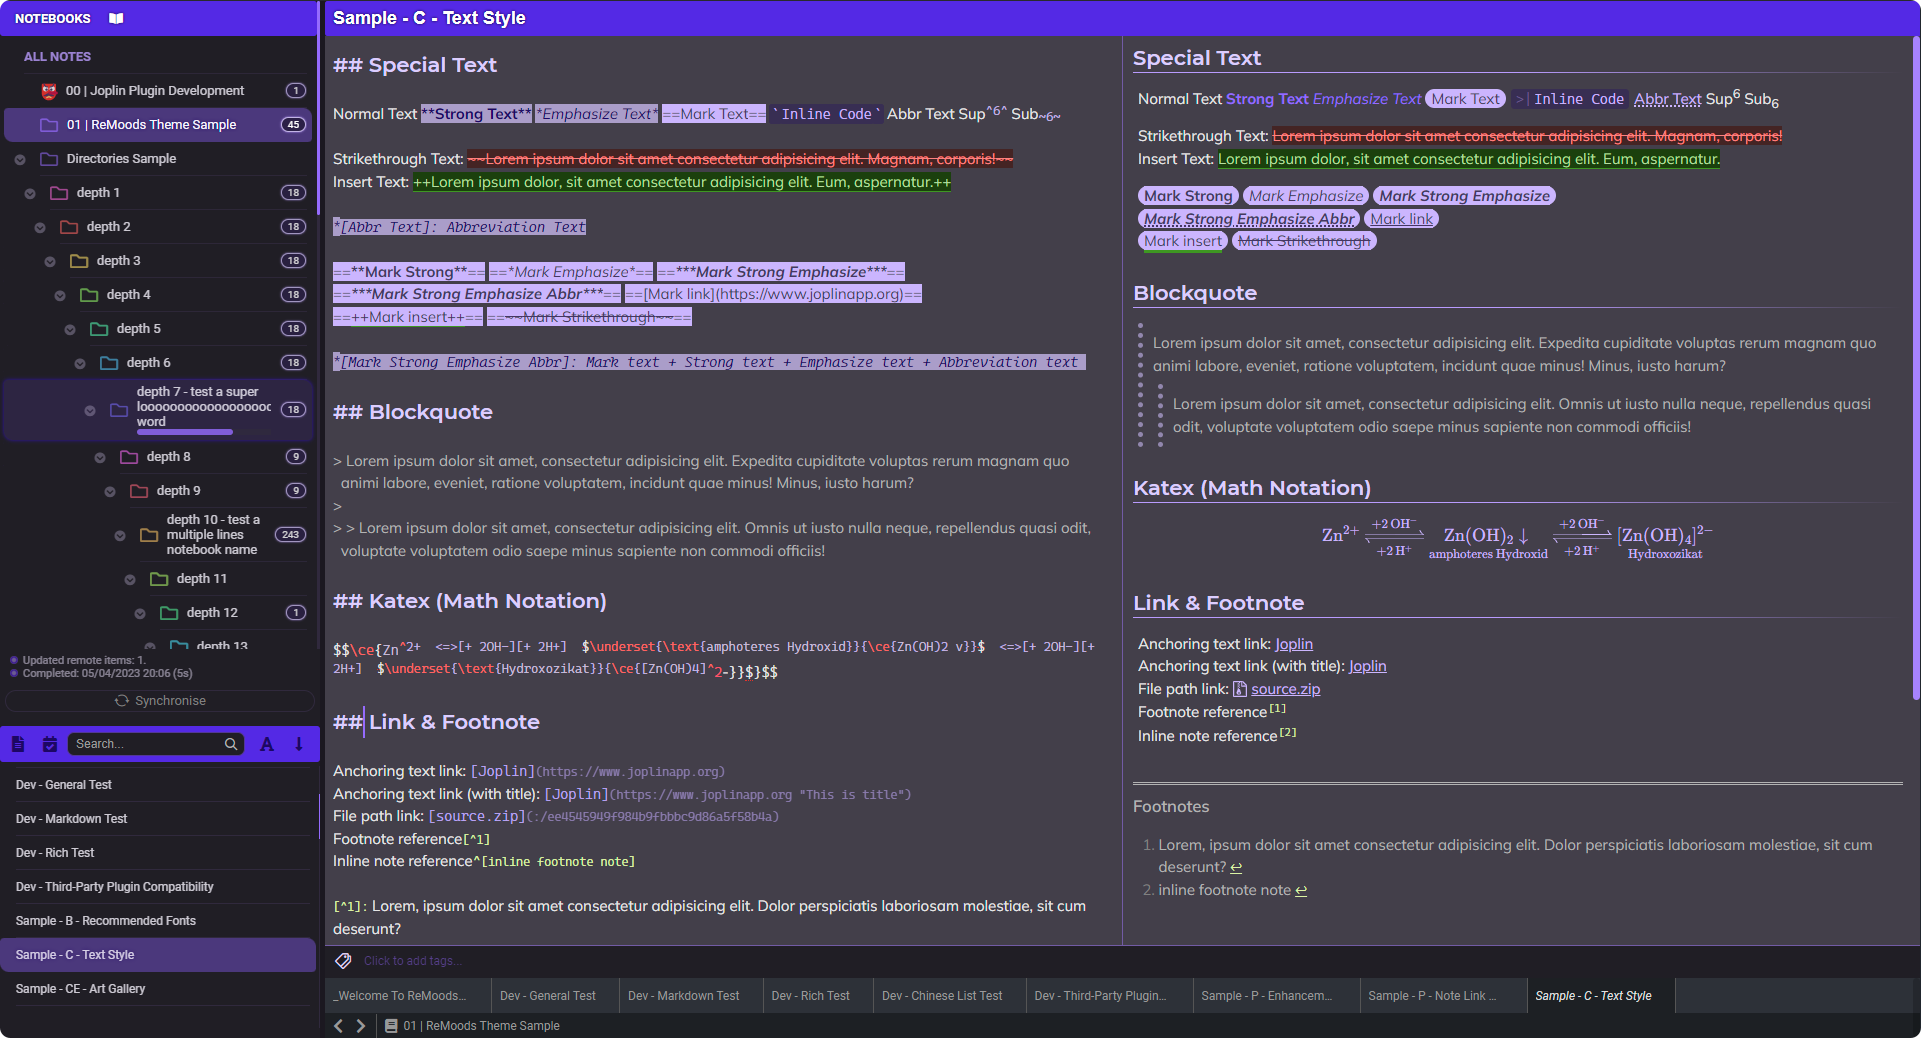 NOTEBOOKS
ALL NOTES
00 | Joplin Plugin Development 1
01 | ReMoods Theme Sample 45
Directories Sample
depth 1 18
depth 2 18
depth 3 18
depth 4 18
depth 5 18
depth 6 18
depth 7 - test a super
word 18
depth 8 9
depth 9 9
depth 10 - test a
multiple lines
notebook name 243
depth 11
depth 12 1
depth 13
Updated remote items: 1.
Completed: 05/04/2023 20:06 (5s)
Synchronise
Search...
Dev - General Test
Dev - Markdown Test
Dev - Rich Test
Dev - Third-Party Plugin Compatibility
Sample - B - Recommended Fonts
Sample - C - Text Style
Sample - CE - Art Gallery
Sample - C - Text Style
## Special Text
Normal Text **Strong Text** *Emphasize Text* ==Mark Text== `Inline Code` Abbr Text Sup^6^ Sub~6~
Strikethrough Text: ~~Lorem ipsum dolor sit amet consectetur adipisicing elit. Magnam, corporis!~~
Insert Text: ++Lorem ipsum dolor, sit amet consectetur adipisicing elit. Eum, aspernatur.++
*[Abbr Text]: Abbreviation Text
==**Mark Strong**== ==*Mark Emphasize*== ==***Mark Strong Emphasize***==
==***Mark Strong Emphasize Abbr***== ==[Mark link](https://www.joplinapp.org)==
==++Mark insert++== ==~~Mark Strikethrough~~==
*[Mark Strong Emphasize Abbr]: Mark text + Strong text + Emphasize text + Abbreviation text
## Blockquote
> Lorem ipsum dolor sit amet, consectetur adipisicing elit. Expedita cupiditate voluptas rerum magnam quo
animi labore, eveniet, ratione voluptatem, incidunt quae minus! Minus, iusto harum?
>
> > Lorem ipsum dolor sit amet, consectetur adipisicing elit. Omnis ut iusto nulla neque, repellendus quasi odit,
voluptate voluptatem odio saepe minus sapiente non commodi officiis!
## Katex (Math Notation)
$$\ce{Zn^2+ <=>[+ 2OH-][+ 2H+] $\underset{\text{amphoteres Hydroxid}}{\ce{Zn(OH)2 v}}$ <=>[+ 2OH-][+
2H+] $\underset{\text{Hydroxozikat}}{\ce{[Zn(OH)4]^2-}}$}$$
## Link & Footnote
Anchoring text link: [Joplin](https://www.joplinapp.org)
Anchoring text link (with title): [Joplin](https://www.joplinapp.org "This is title")
File path link: [source.zip](:/ee4545949f984b9fbbbc9d86a5f58b4a)
Footnote reference[^1]
Inline note reference^[inline footnote note]
[^1]: Lorem, ipsum dolor sit amet consectetur adipisicing elit. Dolor perspiciatis laboriosam molestiae, sit cum
deserunt?
Special Text
Normal Text Strong Text Emphasize Text Mark Text >| Inline Code Abbr Text Sup6 Sub6
Strikethrough Text: Lorem ipsum dolor sit amet consectetur adipisicing elit. Magnam, corporis!
Insert Text: Lorem ipsum dolor, sit amet consectetur adipisicing elit. Eum, aspernatur.
Mark Strong Mark Emphasize Mark Strong Emphasize
Mark Strong Emphasize Abbr Mark link
Mark insert Mark Strikethrough
Blockquote
Lorem ipsum dolor sit amet, consectetur adipisicing elit. Expedita cupiditate voluptas rerum magnam quo
animi labore, eveniet, ratione voluptatem, incidunt quae minus! Minus, iusto harum?
Lorem ipsum dolor sit amet, consectetur adipisicing elit. Omnis ut iusto nulla neque, repellendus quasi
odit, voluptate voluptatem odio saepe minus sapiente non commodi officiis!
Katex (Math Notation)
+2 OH− +2 OH−
Zn2+ ⇌ Zn(OH)2 ↓ ⇌ [Zn(OH)4]2−
+2 H+ amphoteres Hydroxid +2 H+ Hydroxozikat
Link & Footnote
Anchoring text link: Joplin
Anchoring text link (with title): Joplin
File path link: source.zip
Footnote reference[1]
Inline note reference[2]
Footnotes
1. Lorem, ipsum dolor sit amet consectetur adipisicing elit. Dolor perspiciatis laboriosam molestiae, sit cum
deserunt? ↩
2. inline footnote note ↩
Click to add tags...
_Welcome To ReMoods... Dev - General Test Dev - Markdown Test Dev - Rich Test Dev - Chinese List Test Dev - Third-Party Plugin... Sample - P - Enhancem... Sample - P - Note Link ... Sample - C - Text Style
01 | ReMoods Theme Sample